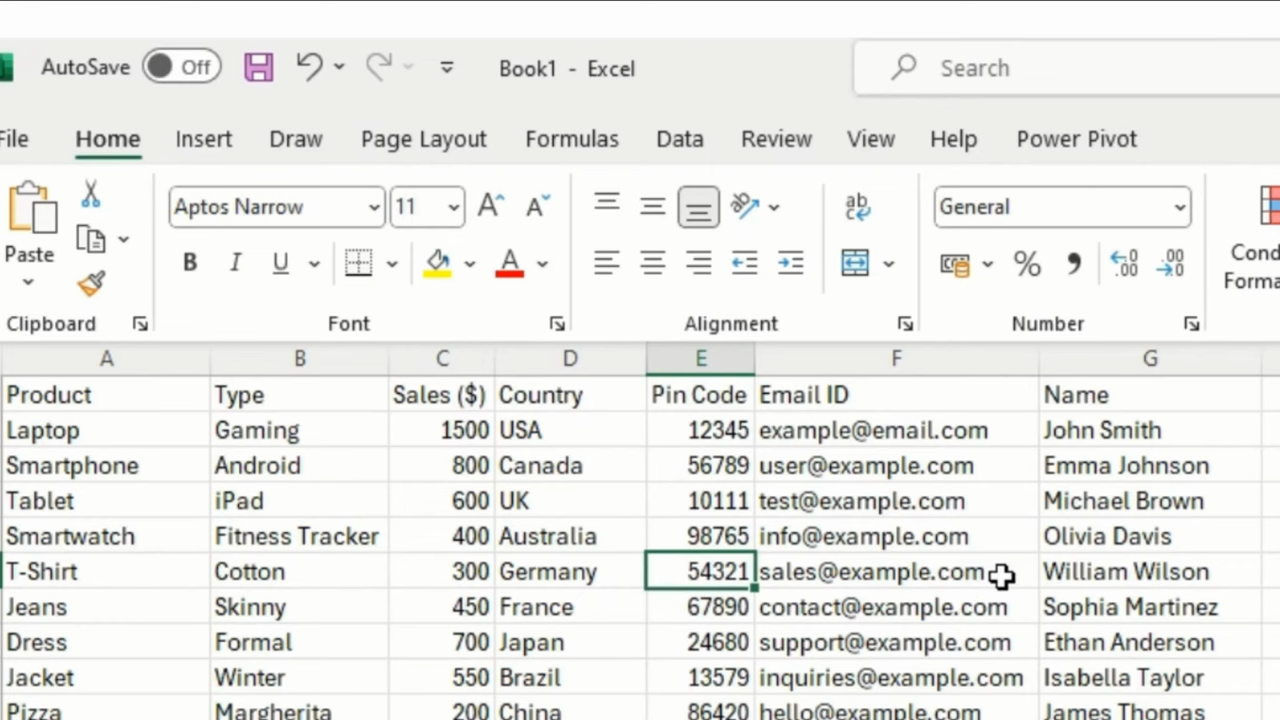 AutoSave Off Book1 - Excel Search
File Home Insert Draw Page Layout Formulas Data Review View Help Power Pivot
Aptos Narrow 11 ab General
Paste B I U c % .00 .00
Clipboard Font Alignment Number
A B C D E F G
Product Type Sales ($) Country Pin Code Email ID Name
Laptop Gaming 1500 USA 12345 example@email.com John Smith
Smartphone Android 800 Canada 56789 user@example.com Emma Johnson
Tablet iPad 600 UK 10111 test@example.com Michael Brown
Smartwatch Fitness Tracker 400 Australia 98765 info@example.com Olivia Davis
T-Shirt Cotton 300 Germany 54321 sales@example.com William Wilson
Jeans Skinny 450 France 67890 contact@example.com Sophia Martinez
Dress Formal 700 Japan 24680 support@example.com Ethan Anderson
Jacket Winter 550 Brazil 13579 inquiries@example.com Isabella Taylor
Pizza Margherita 200 China 86420 hello@example.com James Thomas